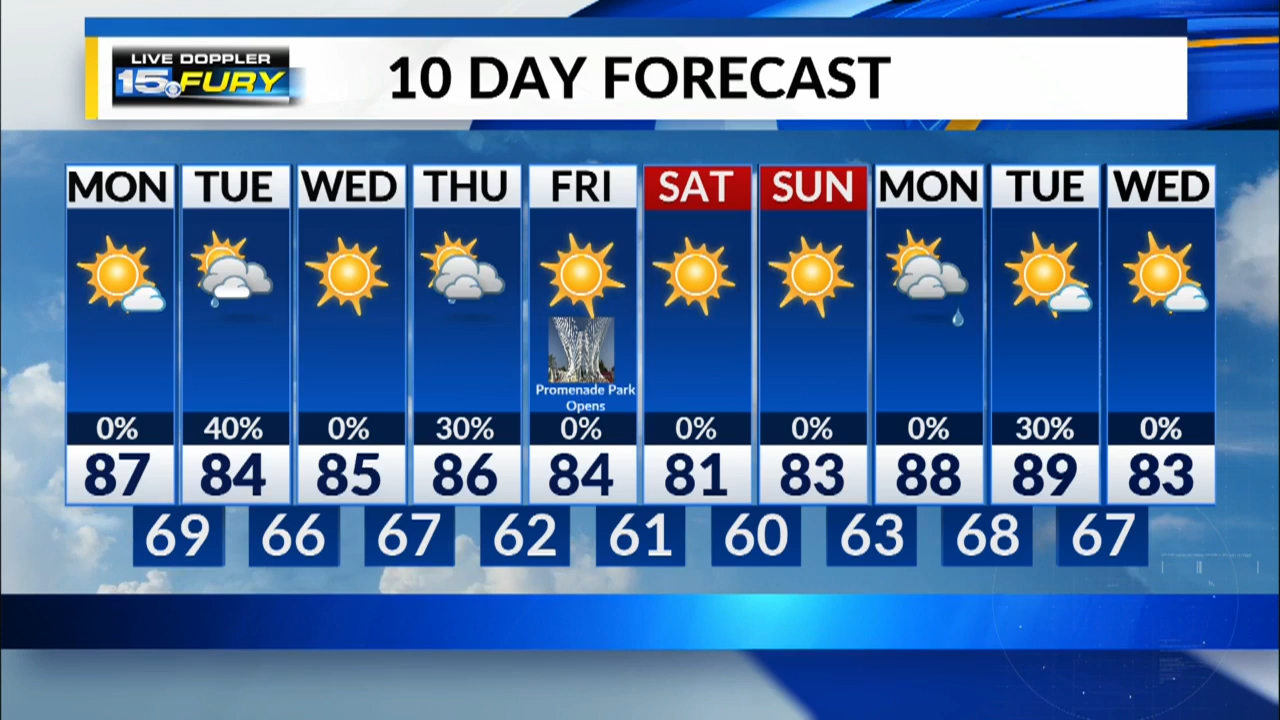 LIVE DOPPLER
15 FURY
10 DAY FORECAST
MON TUE WED THU FRI SAT SUN MON TUE WED
Promenade Park
Opens
0% 40% 0% 30% 0% 0% 0% 0% 30% 0%
87 84 85 86 84 81 83 88 89 83
69 66 67 62 61 60 63 68 67